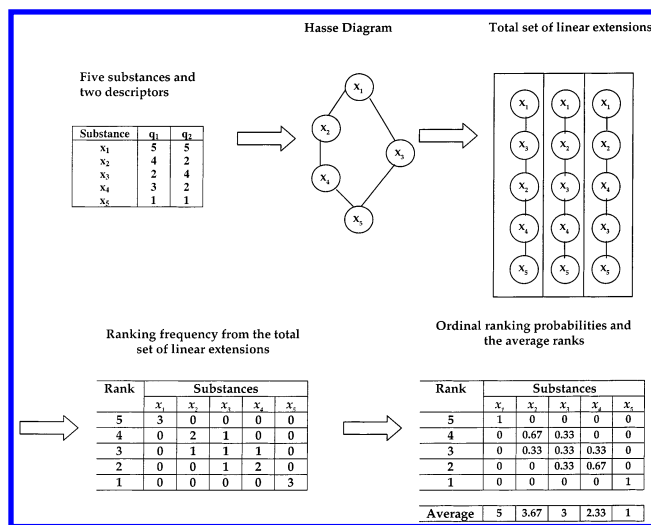 Hasse Diagram
Total set of linear extensions
Five substances and
two descriptors
Substance q1 q2
x1 5 5
x2 4 2
x3 2 4
x4 3 2
x5 1 1
x1
x2
x3
x4
x5
x1 x1 x1
x3 x2 x2
x2 x3 x4
x4 x4 x3
x5 x5 x5
Ranking frequency from the total
set of linear extensions
Rank Substances
x1 x2 x3 x4 x5
5 3 0 0 0 0
4 0 2 1 0 0
3 0 1 1 1 0
2 0 0 1 2 0
1 0 0 0 0 3
Ordinal ranking probabilities and
the average ranks
Rank Substances
x1 x2 x3 x4 x5
5 1 0 0 0 0
4 0 0.67 0.33 0 0
3 0 0.33 0.33 0.33 0
2 0 0 0.33 0.67 0
1 0 0 0 0 1
Average 5 3.67 3 2.33 1